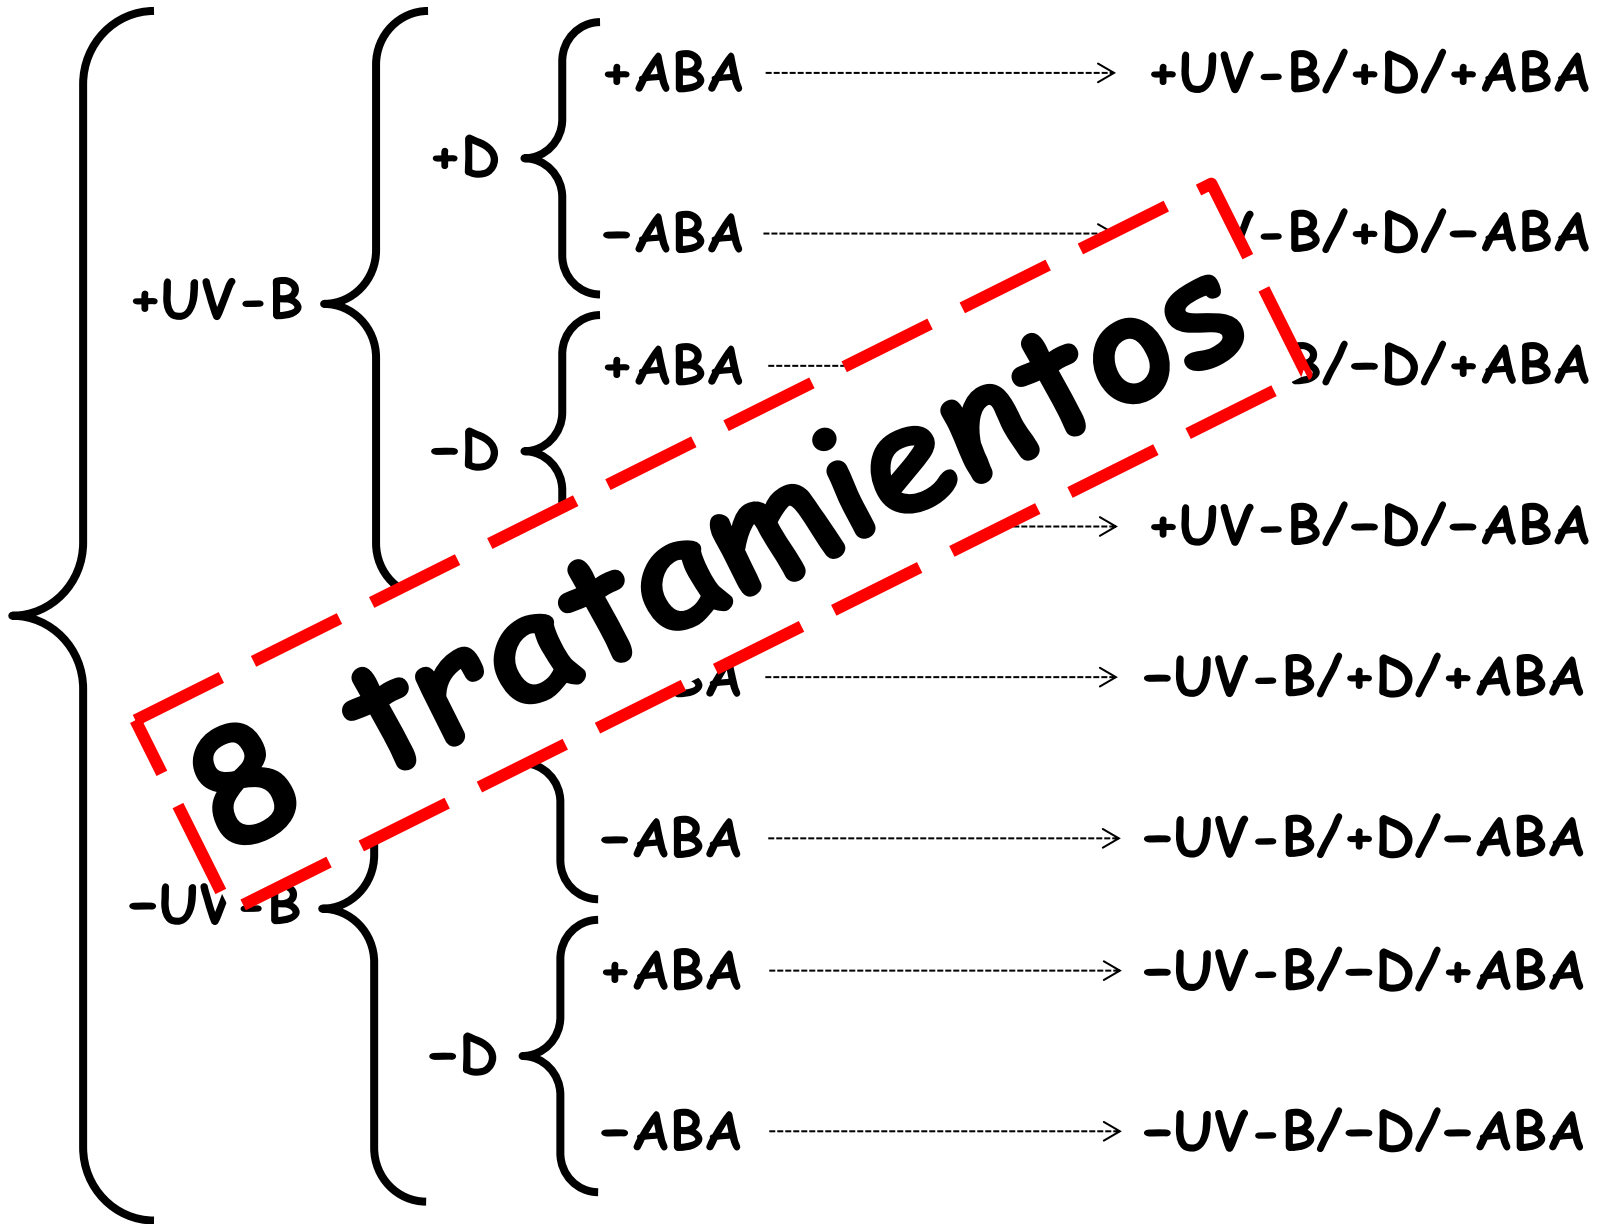 +ABA +UV-B/+D/+ABA
+D
-ABA -B/+D/-ABA
+UV-B
+ABA B/-D/+ABA
-D
+UV-B/-D/-ABA
8 tratamientos
-UV-B/+D/+ABA
-ABA -UV-B/+D/-ABA
-UV-B
+ABA -UV-B/-D/+ABA
-D
-ABA -UV-B/-D/-ABA